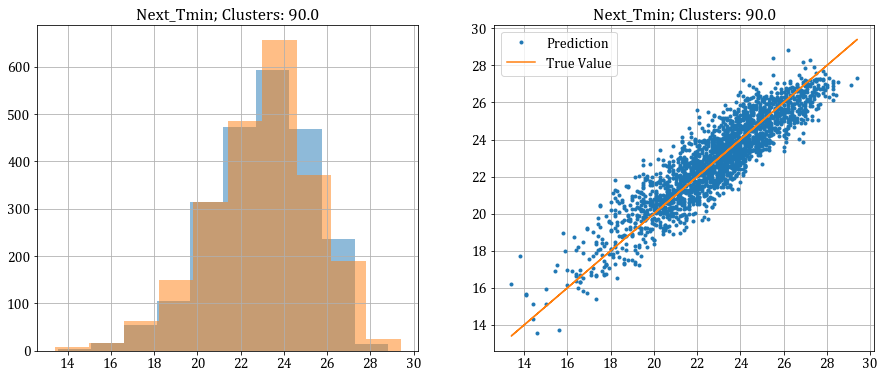 Next_Tmin; Clusters: 90.0
600
500
400
300
200
100
0
14 16 18 20 22 24 26 28
Next_Tmin; Clusters: 90.0
Prediction
True Value
30
28
26
24
22
20
18
16
14
14 16 18 20 22 24 26 28 30